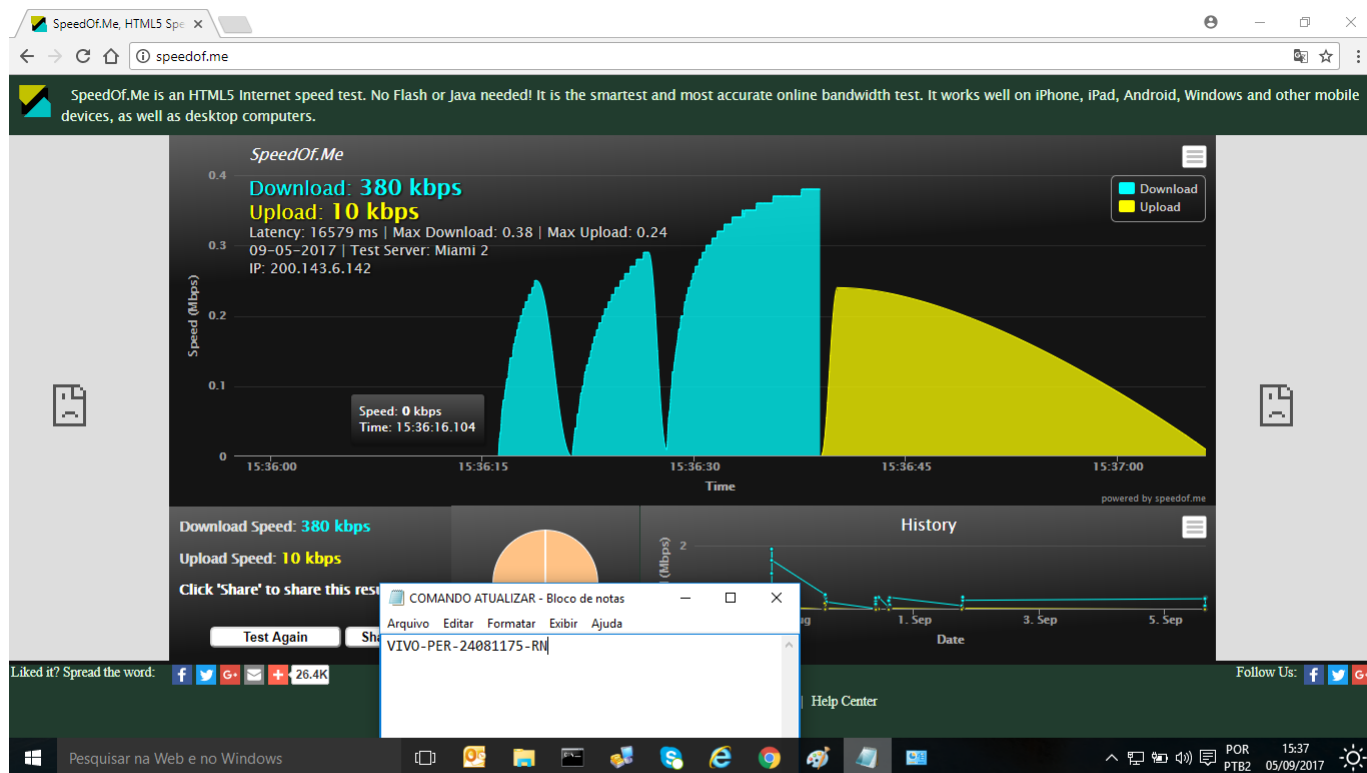 SpeedOf.Me, HTML5 Spe
speedof.me
SpeedOf.Me is an HTML5 Internet speed test. No Flash or Java needed! It is the smartest and most accurate online bandwidth test. It works well on iPhone, iPad, Android, Windows and other mobile
devices, as well as desktop computers.
SpeedOf.Me
Download: 380 kbps
Upload: 10 kbps
Latency: 16579 ms | Max Download: 0.38 | Max Upload: 0.24
09-05-2017 | Test Server: Miami 2
IP: 200.143.6.142
Download
Upload
Speed (Mbps)
0.4
0.3
0.2
0.1
0
Speed: 0 kbps
Time: 15:36:16.104
15:36:00 15:36:15 15:36:30 15:36:45 15:37:00
Time
powered by speedof.me
Download Speed: 380 kbps
Upload Speed: 10 kbps
Click 'Share' to share this resu
Test Again Sha
History
(Mbps)
2
ug 1. Sep 3. Sep 5. Sep
Date
COMANDO ATUALIZAR - Bloco de notas
Arquivo Editar Formatar Exibir Ajuda
VIVO-PER-24081175-RN
Liked it? Spread the word: 26.4K
Follow Us:
| Help Center
Pesquisar na Web e no Windows
POR 15:37
PTB2 05/09/2017